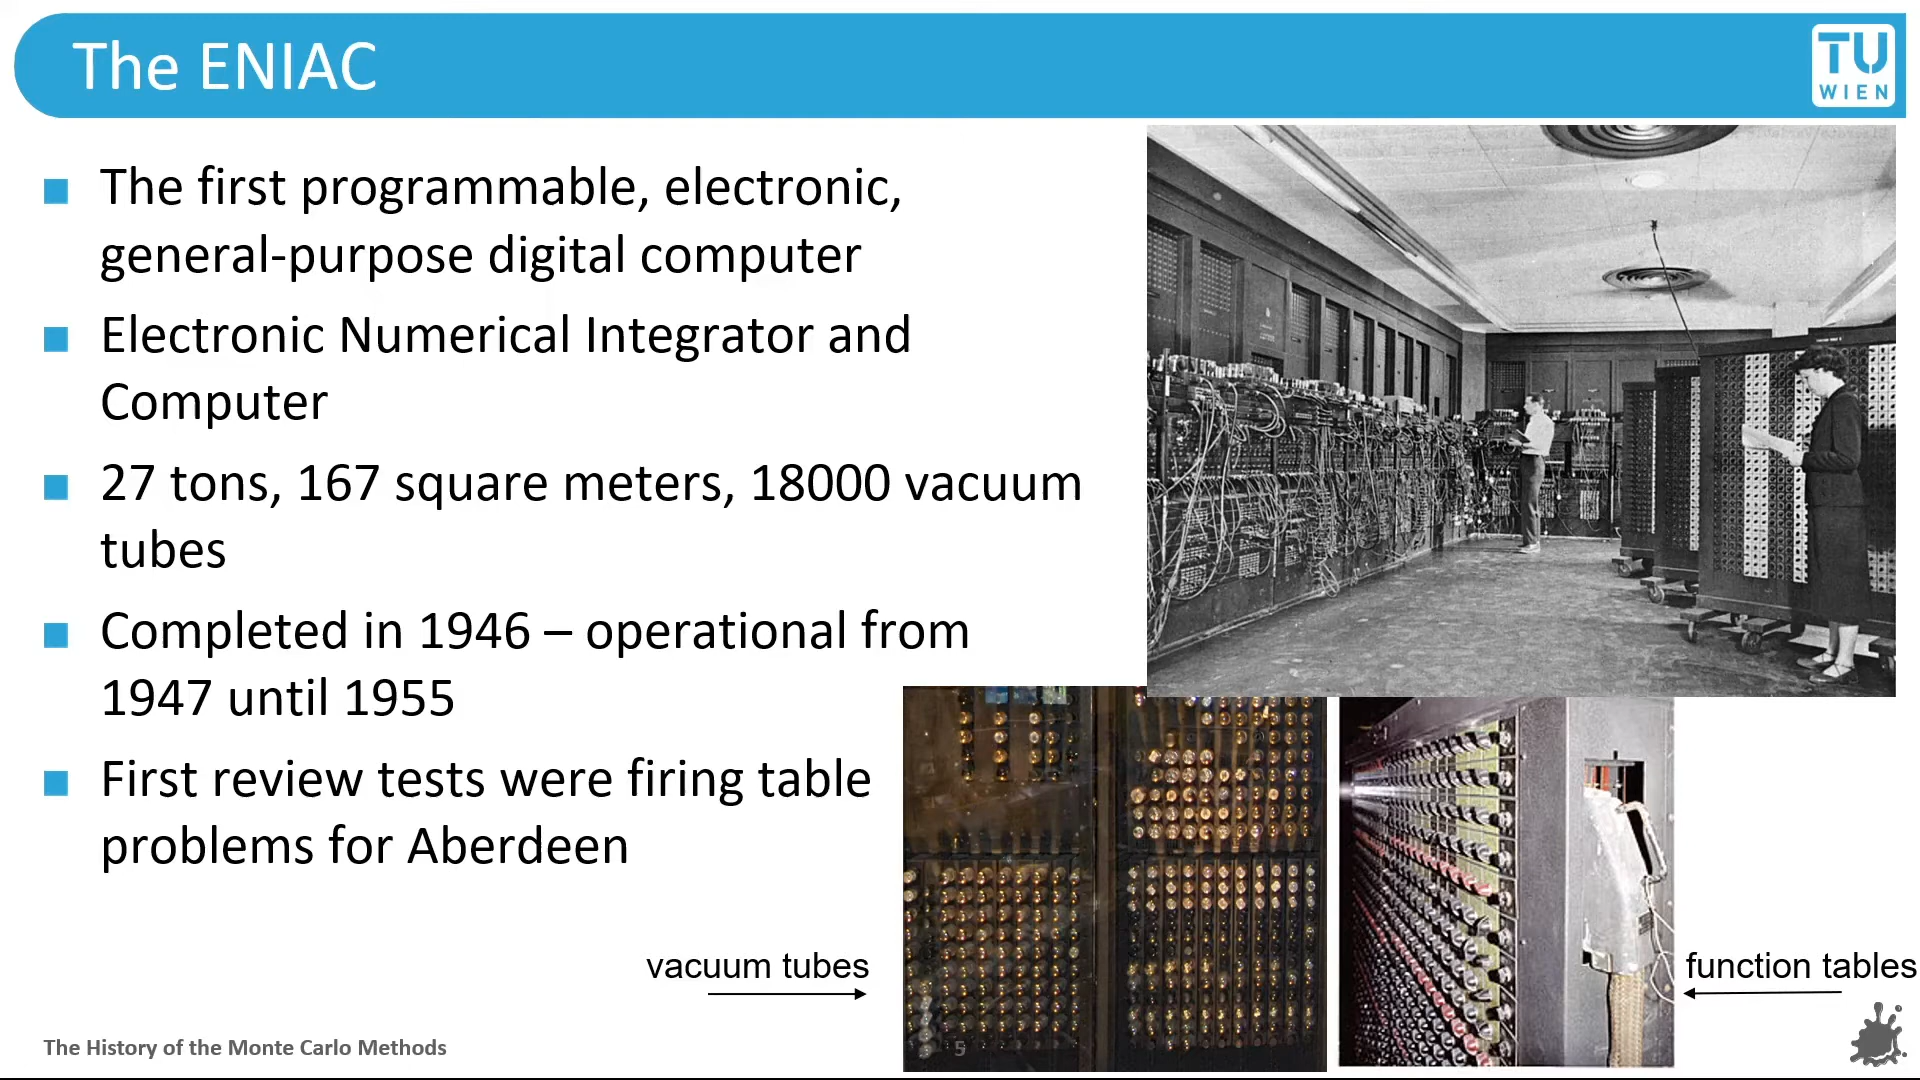 The ENIAC
TU
WIEN
The first programmable, electronic,
general-purpose digital computer
Electronic Numerical Integrator and
Computer
27 tons, 167 square meters, 18000 vacuum
tubes
Completed in 1946 – operational from
1947 until 1955
First review tests were firing table
problems for Aberdeen
vacuum tubes
function tables
The History of the Monte Carlo Methods
5